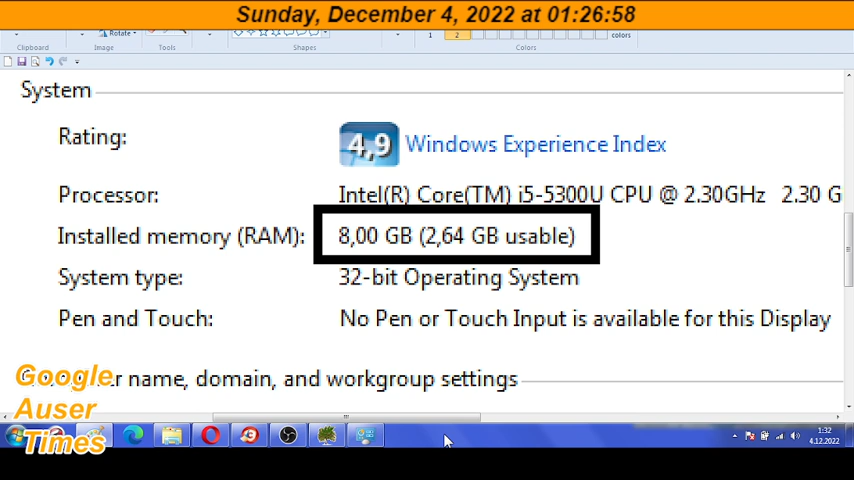 Sunday, December 4, 2022 at 01:26:58
Rotate
Clipboard
Image
Tools
Shapes
1
2
colors
Colors
System
Rating:
4,9 Windows Experience Index
Processor: Intel(R) Core(TM) i5-5300U CPU @ 2.30GHz 2.30 G
Installed memory (RAM): 8,00 GB (2,64 GB usable)
System type: 32-bit Operating System
Pen and Touch: No Pen or Touch Input is available for this Display
r name, domain, and workgroup settings
Google
Auser
Times
1:32
4.12.2022